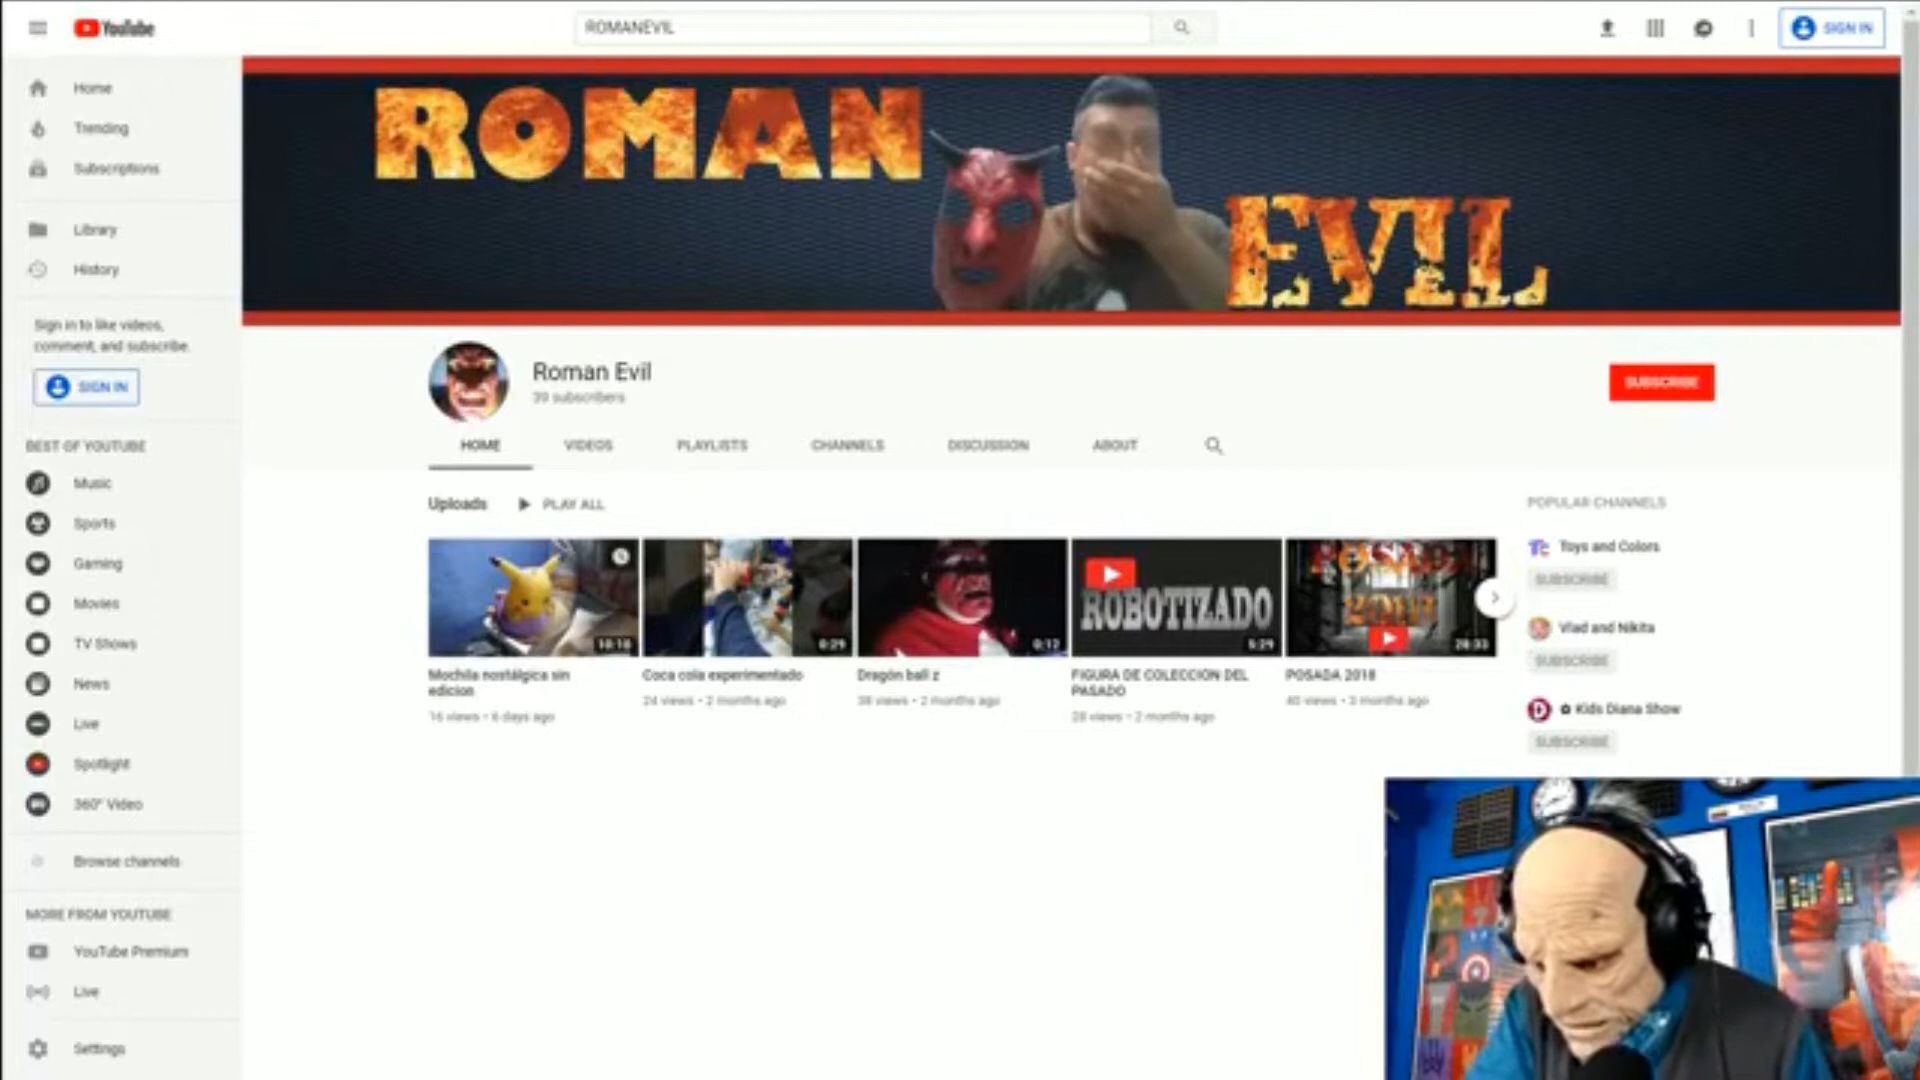 YouTube
ROMANEVIL
SIGN IN
Home
Trending
Subscriptions
Library
History
Sign in to like videos,
comment, and subscribe.
SIGN IN
BEST OF YOUTUBE
Music
Sports
Gaming
Movies
TV Shows
News
Live
Spotlight
360° Video
Browse channels
MORE FROM YOUTUBE
YouTube Premium
Live
Settings
ROMAN
EVIL
Roman Evil
39 subscribers
SUBSCRIBE
HOME
VIDEOS
PLAYLISTS
CHANNELS
DISCUSSION
ABOUT
Uploads
PLAY ALL
10:10
0:29
0:12
ROBOTIZADO
5:29
POSADA
28:33
Mochila nostálgica sin
edicion
16 views • 6 days ago
Coca cola experimentado
24 views • 2 months ago
Dragón ball z
38 views • 2 months ago
FIGURA DE COLECCIÓN DEL
PASADO
28 views • 2 months ago
POSADA 2018
40 views • 3 months ago
POPULAR CHANNELS
Toys and Colors
SUBSCRIBE
Vlad and Nikita
SUBSCRIBE
✿ Kids Diana Show
SUBSCRIBE